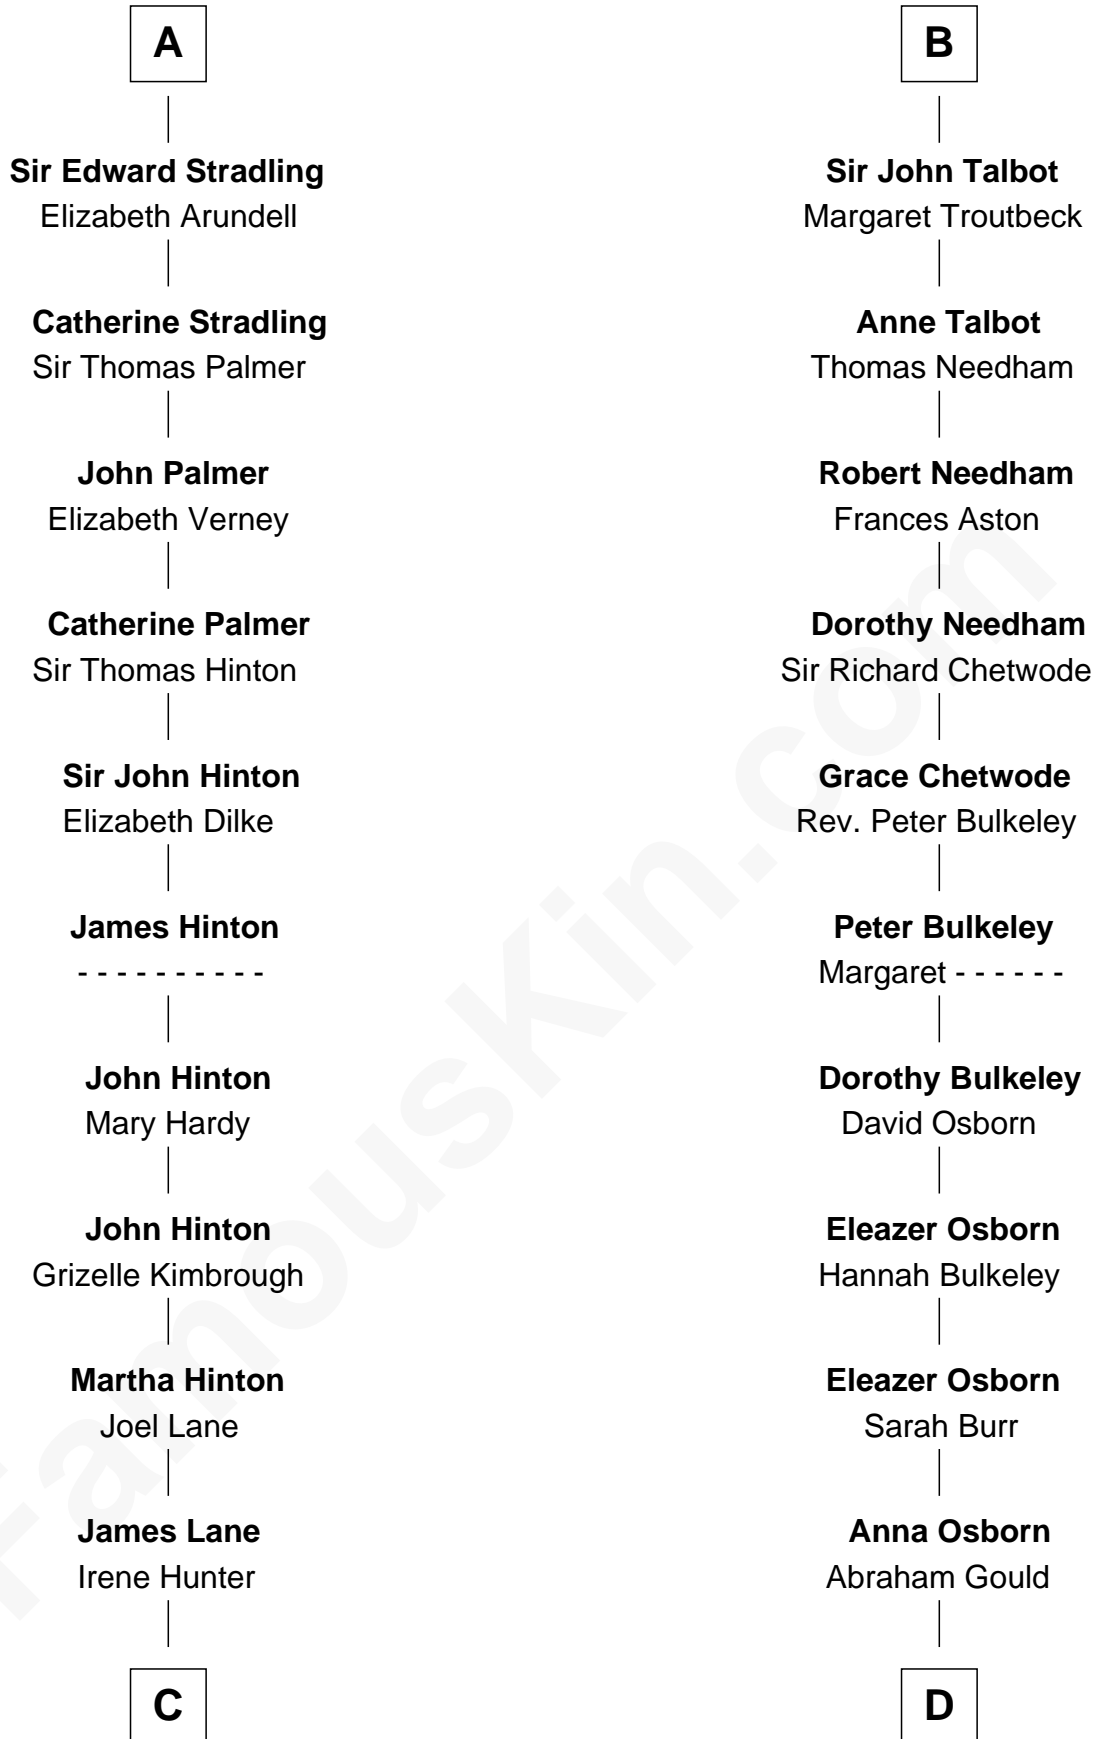 A
Sir Edward Stradling
Elizabeth Arundell
Catherine Stradling
Sir Thomas Palmer
John Palmer
Elizabeth Verney
Catherine Palmer
Sir Thomas Hinton
Sir John Hinton
Elizabeth Dilke
James Hinton
- - - - - - - - - -
John Hinton
Mary Hardy
John Hinton
Grizelle Kimbrough
Martha Hinton
Joel Lane
James Lane
Irene Hunter
C
B
Sir John Talbot
Margaret Troutbeck
Anne Talbot
Thomas Needham
Robert Needham
Frances Aston
Dorothy Needham
Sir Richard Chetwode
Grace Chetwode
Rev. Peter Bulkeley
Peter Bulkeley
Margaret - - - - - -
Dorothy Bulkeley
David Osborn
Eleazer Osborn
Hannah Bulkeley
Eleazer Osborn
Sarah Burr
Anna Osborn
Abraham Gould
D
FamousKin.com